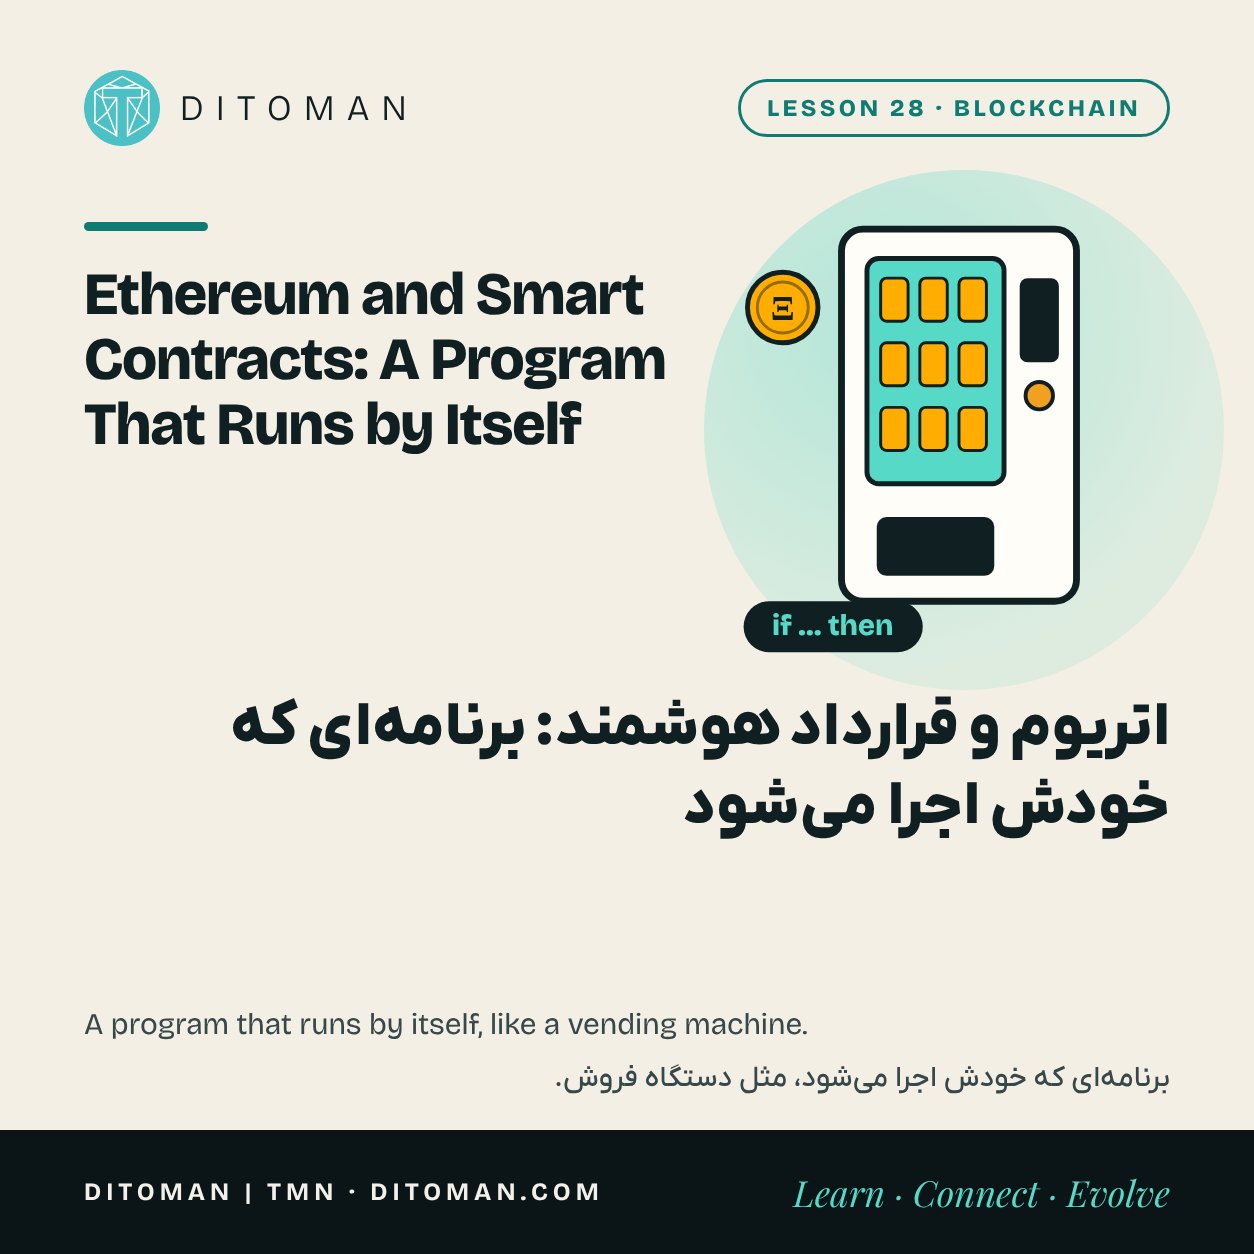 DITOMAN
LESSON 28 · BLOCKCHAIN
Ethereum and Smart
Contracts: A Program
That Runs by Itself
Ξ
if ... then
اتریوم و قرارداد هوشمند: برنامه‌ای که
خودش اجرا می‌شود
A program that runs by itself, like a vending machine.
برنامه‌ای که خودش اجرا می‌شود، مثل دستگاه فروش.
DITOMAN | TMN · DITOMAN.COM
Learn · Connect · Evolve